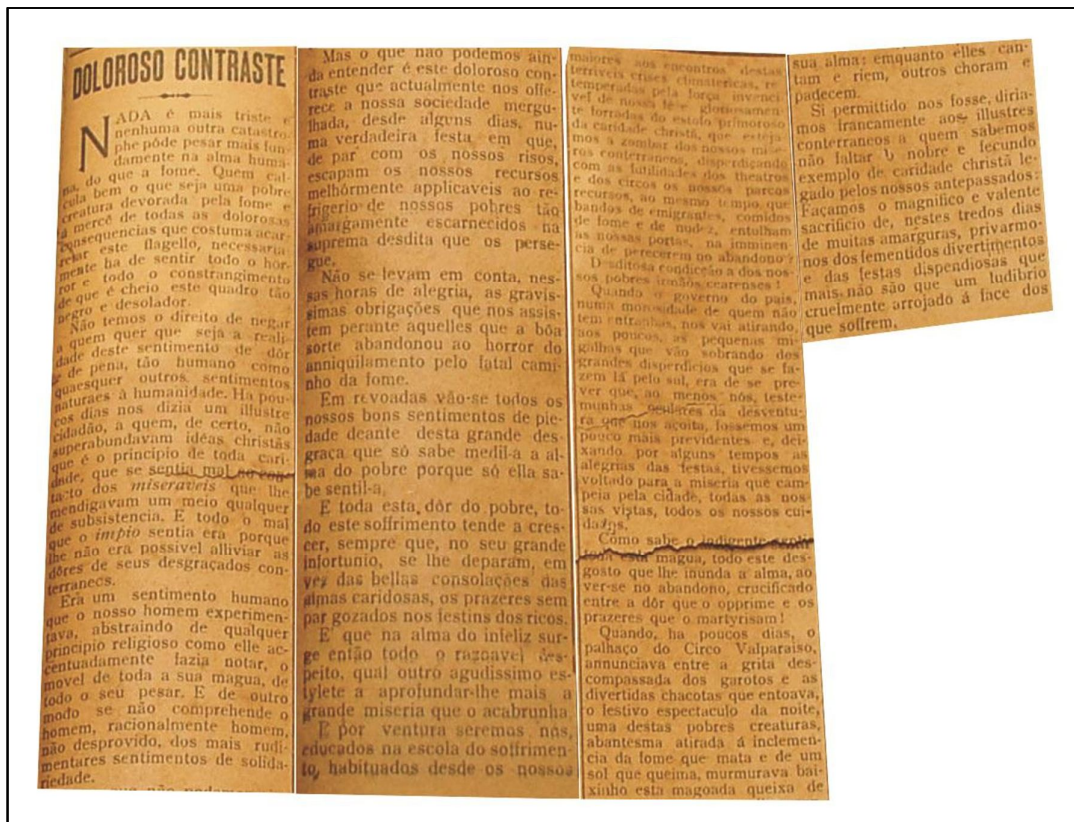 DOLOROSO CONTRASTE
NADA é mais triste e
nenhuma outra catastro-
phe póde pesar mais fun-
damente na alma huma-
na, do que a fome. Quem cal-
cula bem o que seja uma pobre
creatura devorada pela fome e
á mercê de todas as dolorosas
consequencias que costuma acar-
retar este flagello, necessaria-
mente ha de sentir todo o hor-
ror e todo o constrangimento
de que é cheio este quadro tão
negro e desolador.
Não temos o direito de negar
a quem quer que seja a reali-
dade deste sentimento de dôr
e de pena, tão humano como
quaesquer outros sentimentos
naturaes á humanidade. Ha pou-
cos dias nos dizia um illustre
cidadão, a quem, de certo, não
superabundavam idéas christãs
que é o principio de toda cari-
dade, que se sentia mal ao con-
tacto dos miseraveis que lhe
mendigavam um meio qualquer
de subsistencia. E todo o mal
que o impio sentia era porque
lhe não era possivel alliviar as
dôres de seus desgraçados con-
terraneos.
Era um sentimento humano
que o nosso homem experimen-
tava, abstraindo de qualquer
principio religioso como elle ac-
centuadamente fazia notar, o
movel de toda a sua magua, de
todo o seu pesar. E de outro
modo se não comprehende o
homem, racionalmente homem,
não desprovido, dos mais rudi-
mentares sentimentos de solida-
riedade.
Mas o que não podemos ain-
da entender é este doloroso con-
traste que actualmente nos offe-
rece a nossa sociedade mergu-
lhada, desde alguns dias, nu-
ma verdadeira festa em que,
de par com os nossos risos,
escapam os nossos recursos
melhórmente applicaveis ao re-
frigerio de nossos pobres tão
amargamente escarnecidos na
suprema desdita que os perse-
gue.
Não se levam em conta, nes-
sas horas de alegria, as gravis-
simas obrigações que nos assis-
tem perante aquelles que a bôa
sorte abandonou ao horror do
anniquilamento pelo fatal cami-
nho da fome.
Em revoadas vão-se todos os
nossos bons sentimentos de pie-
dade deante desta grande des-
graça que só sabe medil-a a al-
ma do pobre porque só ella sa-
be sentil-a.
E toda esta dôr do pobre, to-
do este soffrimento tende a cres-
cer, sempre que, no seu grande
infortunio, se lhe deparam, em
vez das bellas consolações das
almas caridosas, os prazeres sem
par gozados nos festins dos ricos.
E' que na alma do infeliz sur-
ge então todo o razoavel des-
peito, qual outro agudissimo es-
tylete a aprofundar-lhe mais a
grande miseria que o acabrunha
E por ventura seremos nós,
educados na escola do soffrimen-
to, habituados desde os nossos
maiores aos encontros destas
terriveis crises climatericas, re-
temperadas pela força invenci-
vel de nossa fé e gloriosamen-
te forradas do estofo primoroso
da caridade christã, que esteja-
mos a zombar dos nossos mise-
ros conterraneos, disperdiçando
com as futilidades dos theatros
e dos circos os nossos parcos
recursos, ao mesmo tempo que
bandos de emigrantes, comidos
de fome e de nudez, entolham
as nossas portas, na imminen-
cia de perecerem no abandono?
Desditosa condicção a dos nos-
sos pobres irmãos cearenses!
Quando o governo do paiz,
numa morosidade de quem não
tem entranhas, nos vai atirando,
aos poucos, as pequenas mi-
galhas que vão sobrando dos
grandes disperdicios que se fa-
zem lá pelo sul, era de se pre-
ver que, ao menos nós, teste-
munhas oculares da desventu-
ra que nos açoita, fossemos um
pouco mais previdentes e, dei-
xando por alguns tempos as
alegrias das festas, tivessemos
voltado para a miseria que cam-
peia pela cidade, todas as nos-
sas vistas, todos os nossos cui-
dados.
Cômo sabe o indigente
toda esta magua, todo este des-
gosto que lhe inunda a alma, ao
ver-se no abandono, crucificado
entre a dôr que o opprime e os
prazeres que o martyrisam!
Quando, ha poucos dias, o
palhaço do Circo Valparaiso,
annunciava entre a grita des-
compassada dos garotos e as
divertidas chacotas que entoava,
o festivo espectaculo da noite,
uma destas pobres creaturas,
abantesma atirada á inclemen-
cia da fome que mata e de um
sol que queima, murmurava bai-
xinho esta magoada queixa de
sua alma: emquanto elles can-
tam e riem, outros choram e
padecem.
Si permittido nos fosse, diria-
mos francamente aos illustres
conterraneos a quem sabemos
não faltar o nobre e fecundo
exemplo de caridade christã le-
gado pelos nossos antepassados:
Façamos o magnifico e valente
sacrificio de, nestes tredos dias
de muitas amarguras, privarmo-
nos dos fementidos divertimentos
das festas dispendiosas que
mais não são que um ludibrio
cruelmente arrojado á face dos
que soffrem.